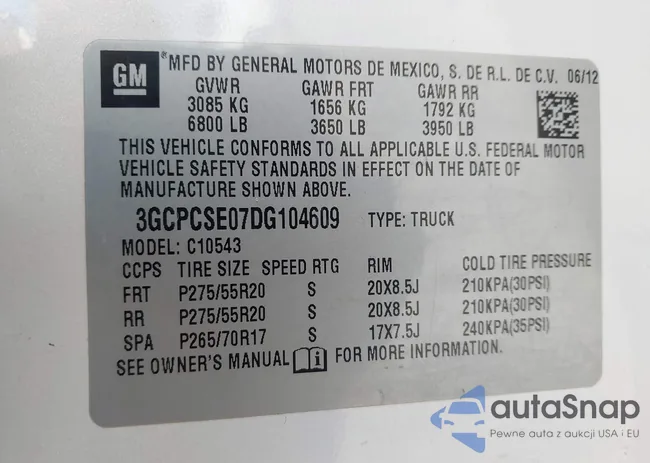 GM
*MFD BY GENERAL MOTORS DE MEXICO, S. DE R.L. DE C.V. 06/12
GVWR GAWR FRT GAWR RR
3085 KG 1656 KG 1792 KG
6800 LB 3650 LB 3950 LB
THIS VEHICLE CONFORMS TO ALL APPLICABLE U.S. FEDERAL MOTOR
VEHICLE SAFETY STANDARDS IN EFFECT ON THE DATE OF
MANUFACTURE SHOWN ABOVE.
3GCPCSE07DG104609 TYPE: TRUCK
MODEL: C10543
CCPS TIRE SIZE SPEED RTG RIM COLD TIRE PRESSURE
FRT P275/55R20 S 20X8.5J 210KPA(30PSI)
RR P275/55R20 S 20X8.5J 210KPA(30PSI)
SPA P265/70R17 S 17X7.5J 240KPA(35PSI)
SEE OWNER'S MANUAL i FOR MORE INFORMATION.
autaSnap
Pewne auta z aukcji USA i EU